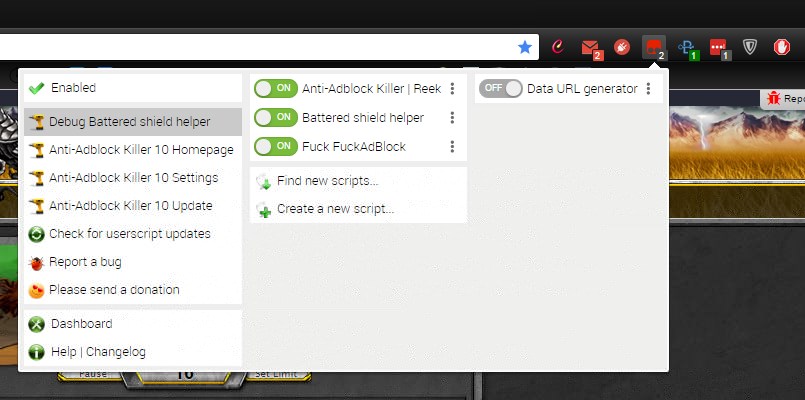 2
2
1
1
Enabled
Debug Battered shield helper
Anti-Adblock Killer 10 Homepage
Anti-Adblock Killer 10 Settings
Anti-Adblock Killer 10 Update
Check for userscript updates
Report a bug
Please send a donation
Dashboard
Help | Changelog
ON Anti-Adblock Killer | Reek
ON Battered shield helper
ON Fuck FuckAdBlock
Find new scripts...
Create a new script...
OFF Data URL generator
Repo
Pause
10
Set Limit